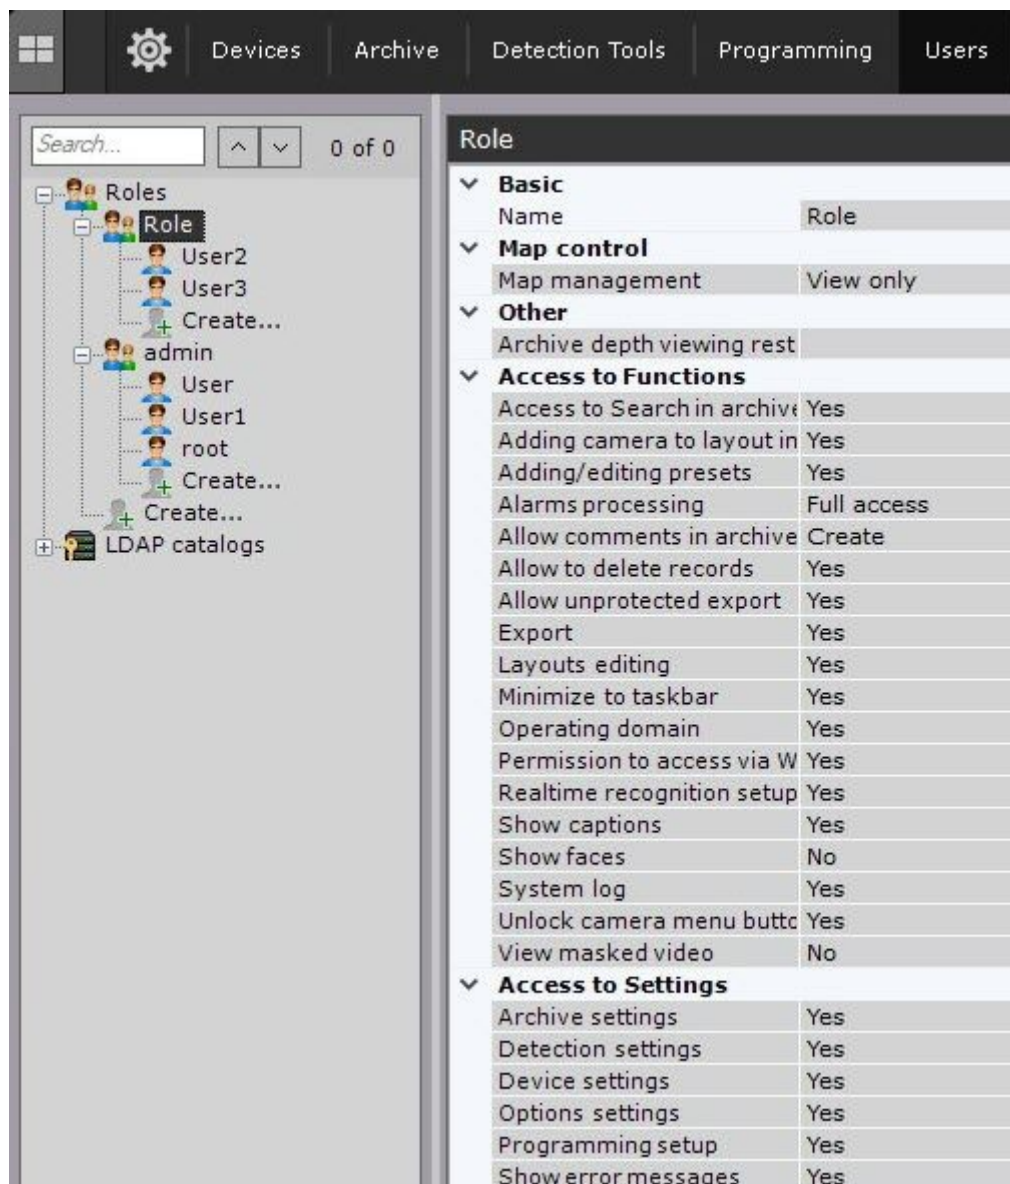 Devices Archive Detection Tools Programming Users
Search... 0 of 0
Roles
Role
User2
User3
Create...
admin
User
User1
root
Create...
Create...
LDAP catalogs
Role
Basic
Name Role
Map control
Map management View only
Other
Archive depth viewing rest
Access to Functions
Access to Search in archive Yes
Adding camera to layout in Yes
Adding/editing presets Yes
Alarms processing Full access
Allow comments in archive Create
Allow to delete records Yes
Allow unprotected export Yes
Export Yes
Layouts editing Yes
Minimize to taskbar Yes
Operating domain Yes
Permission to access via W Yes
Realtime recognition setup Yes
Show captions Yes
Show faces No
System log Yes
Unlock camera menu butto Yes
View masked video No
Access to Settings
Archive settings Yes
Detection settings Yes
Device settings Yes
Options settings Yes
Programming setup Yes
Show error messages Yes